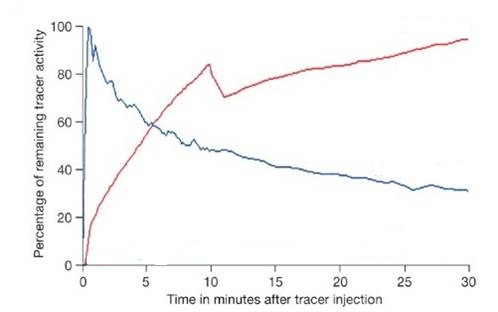 Percentage of remaining tracer activity
100
80
60
40
20
0
0 5 10 15 20 25 30
Time in minutes after tracer injection